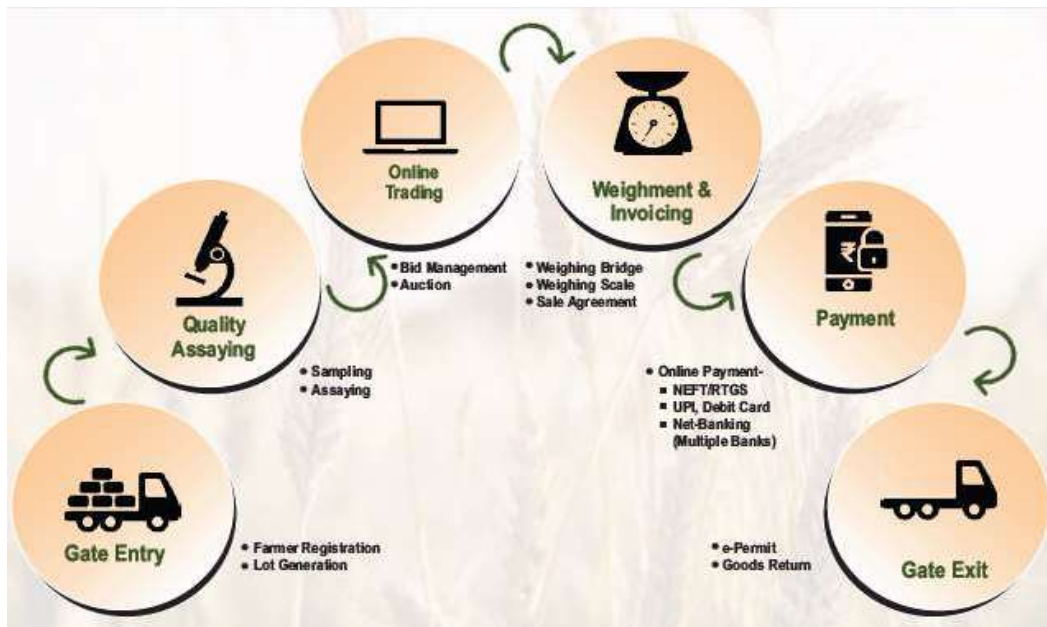 Gate Entry
• Farmer Registration
• Lot Generation
Quality
Assaying
• Sampling
• Assaying
Online
Trading
• Bid Management
• Auction
Weighment &
Invoicing
• Weighing Bridge
• Weighing Scale
• Sale Agreement
₹
Payment
• Online Payment-
▪ NEFT/RTGS
▪ UPI, Debit Card
▪ Net-Banking
(Multiple Banks)
Gate Exit
• e-Permit
• Goods Return